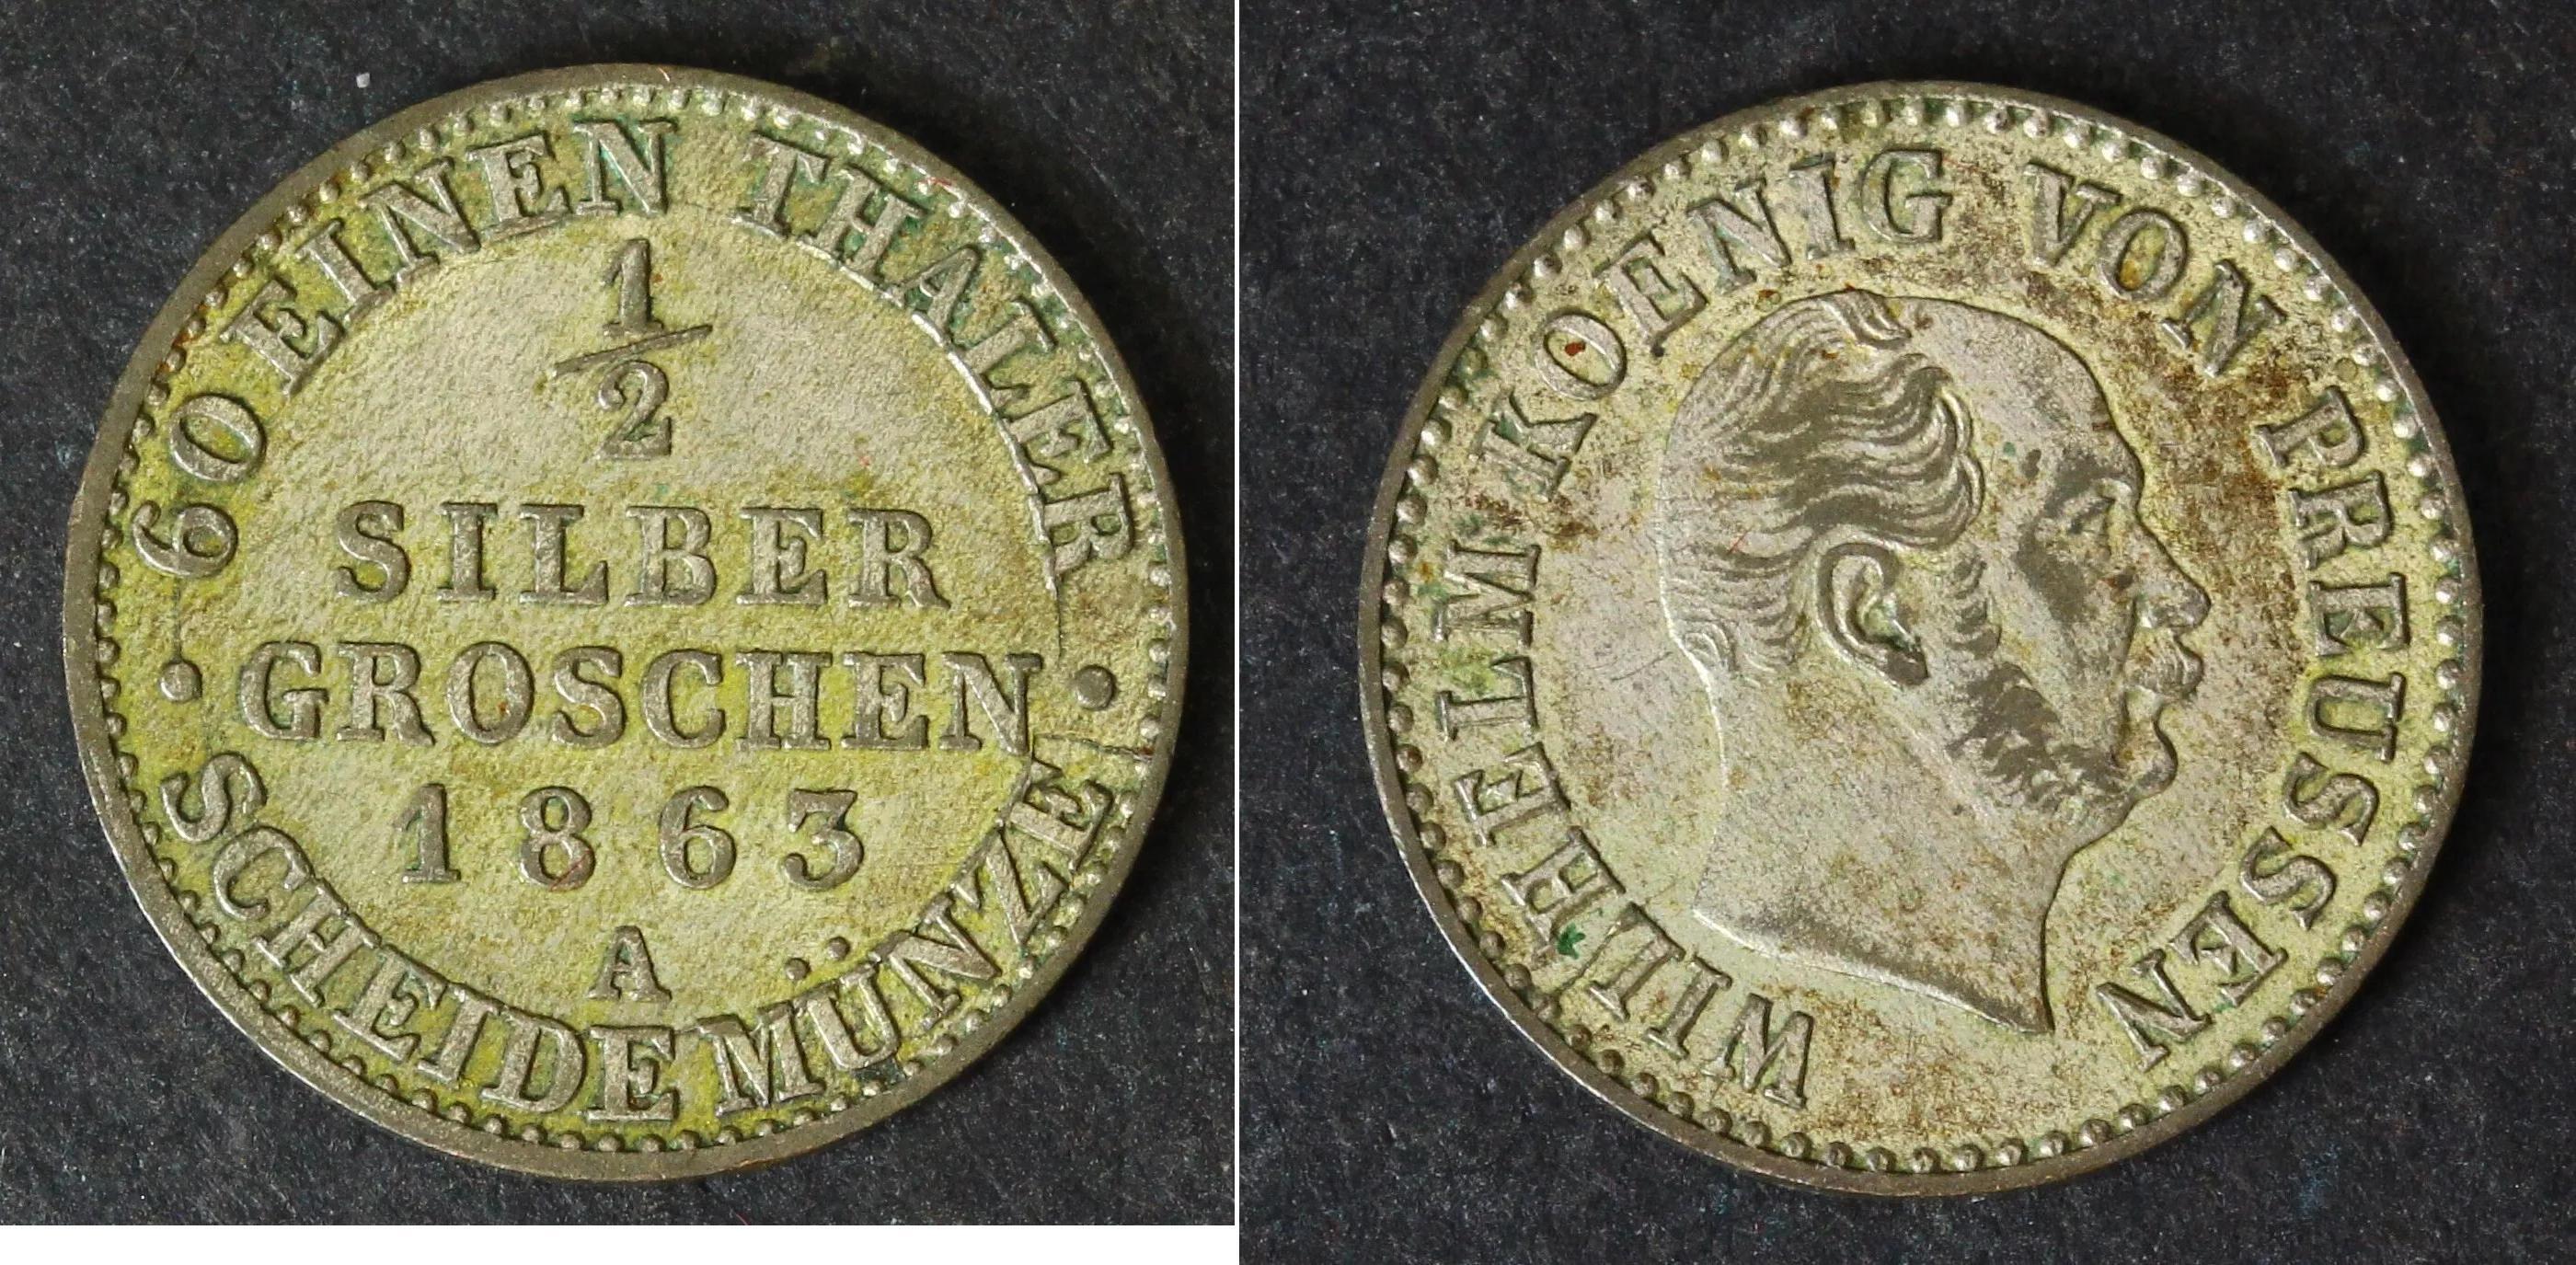 60 EINEN THALER
1/2
SILBER
GROSCHEN
1863
A
SCHEIDEMÜNZE
WILHELM KOENIG VON PREUSSEN